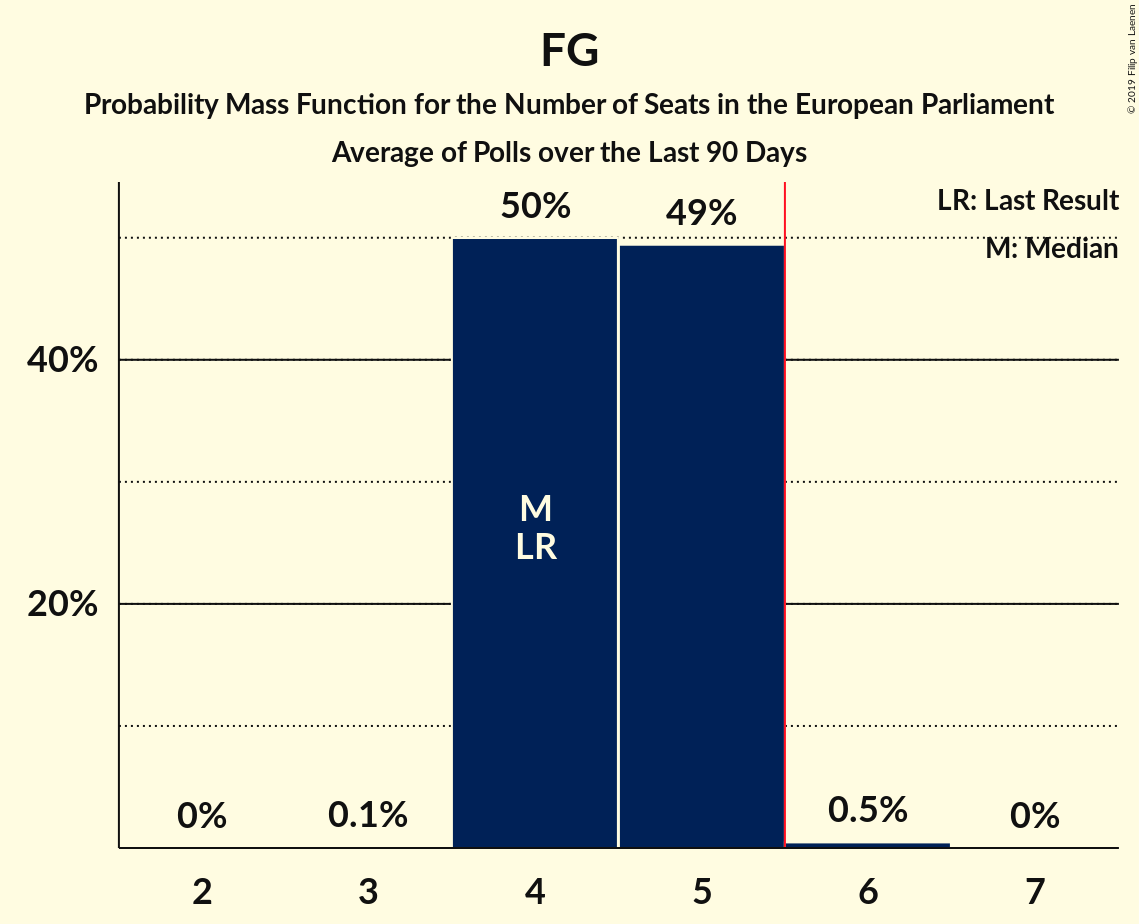 FG
Probability Mass Function for the Number of Seats in the European Parliament
Average of Polls over the Last 90 Days
© 2019 Filip van Laenen
LR: Last Result
M: Median
50%
49%
40%
20%
M
LR
0%
0.1%
0.5%
0%
2
3
4
5
6
7